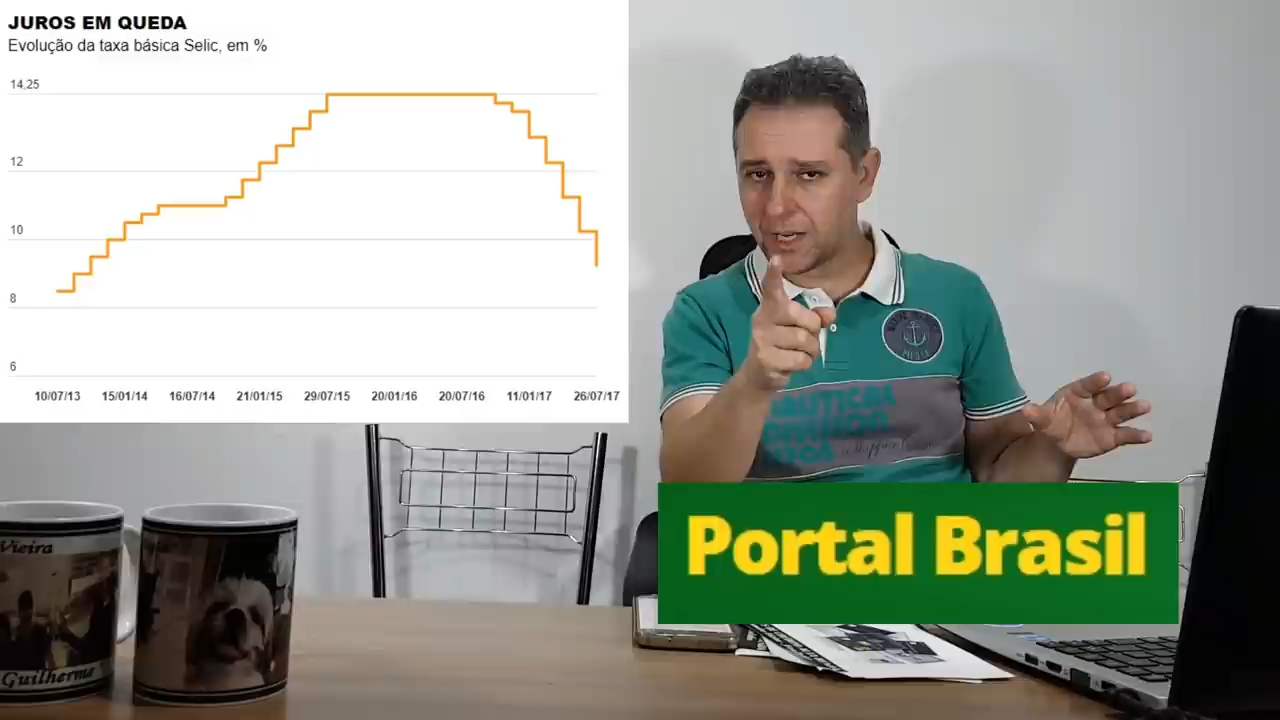 JUROS EM QUEDA
Evolução da taxa básica Selic, em %
14,25
12
10
8
6
10/07/13 15/01/14 16/07/14 21/01/15 29/07/15 20/01/16 20/07/16 11/01/17 26/07/17
Portal Brasil
Vieira
Guilherme
NAUTICAL